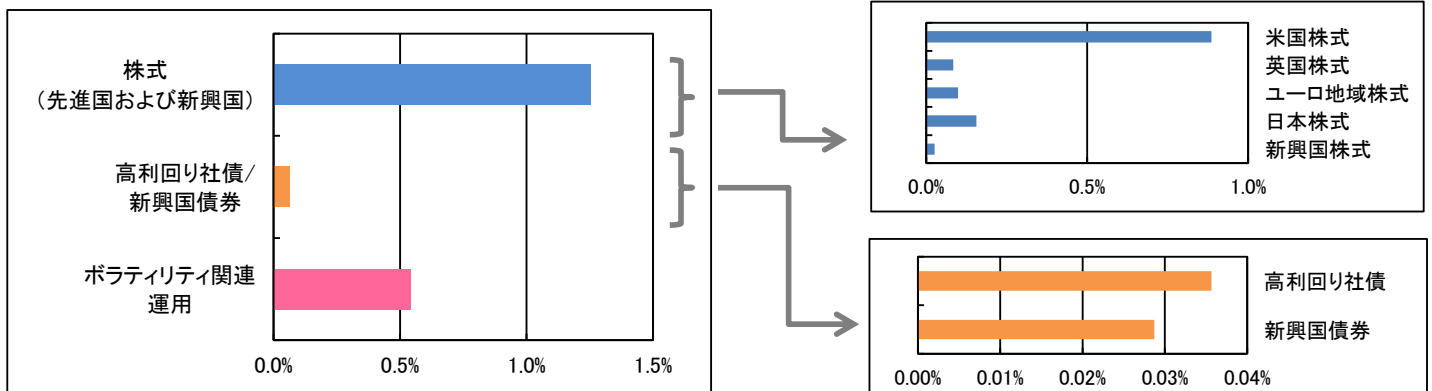 株式
（先進国および新興国）
高利回り社債/
新興国債券
ボラティリティ関連
運用
0.0%
0.5%
1.0%
1.5%
米国株式
英国株式
ユーロ地域株式
日本株式
新興国株式
0.0%
0.5%
1.0%
高利回り社債
新興国債券
0.00%
0.01%
0.02%
0.03%
0.04%